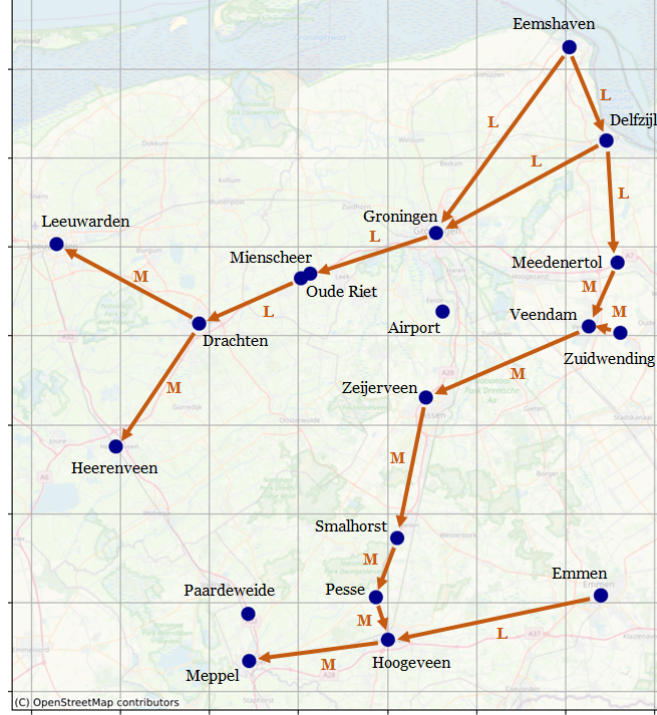 Eemshaven
L
Delfzijl
L
L
L
Groningen
Leeuwarden
L
Mienscheer
Meedenertol
M
Oude Riet
M
L
Veendam
M
Airport
Drachten
Zuidwending
M
M
Zeijerveen
M
Heerenveen
Smalhorst
M
Emmen
Paardeweide
Pesse
M
L
Hoogeveen
M
Meppel
(C) OpenStreetMap contributors